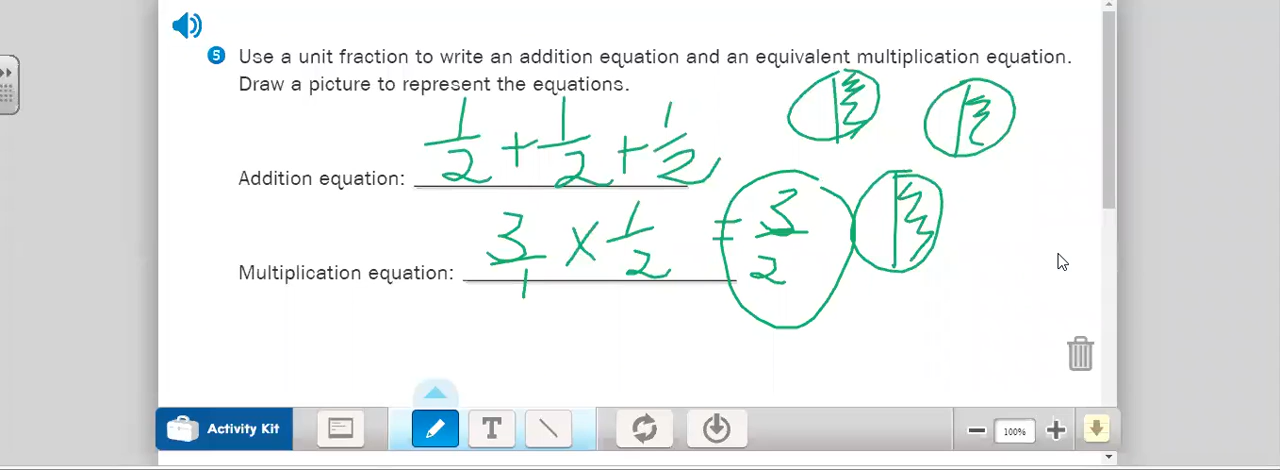 5 Use a unit fraction to write an addition equation and an equivalent multiplication equation.
Draw a picture to represent the equations.
Addition equation: 1/2 + 1/2 + 1/2
Multiplication equation: 3/1 × 1/2 = 3/2
Activity Kit
T
100%